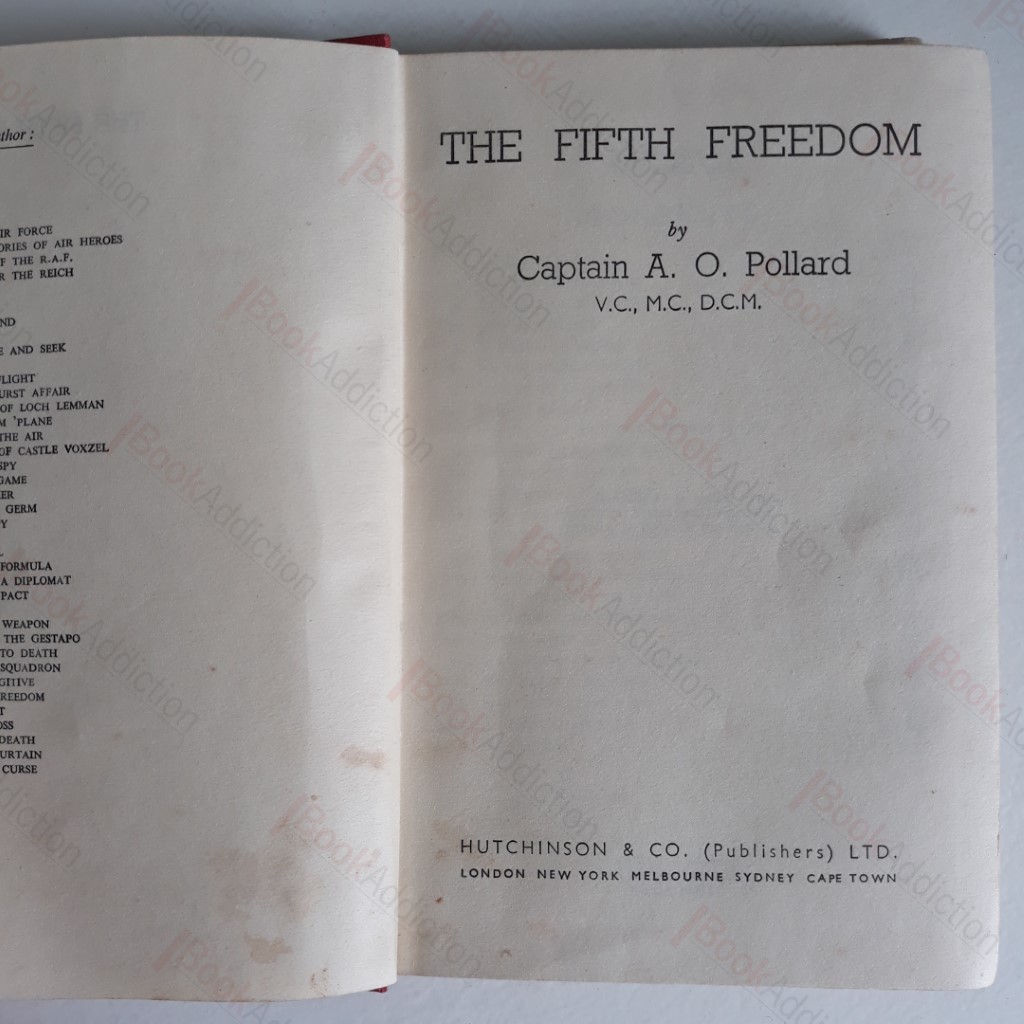 thor :
IR FORCE
ORIES OF AIR HEROES
F THE R.A.F.
R THE REICH
ND
E AND SEEK
FLIGHT
URST AFFAIR
OF LOCH LEMMAN
M 'PLANE
THE AIR
OF CASTLE VOXZEL
SPY
GAME
ER
GERM
Y
L
FORMULA
A DIPLOMAT
PACT
WEAPON
THE GESTAPO
TO DEATH
SQUADRON
GITIVE
REEDOM
T
OSS
DEATH
URTAIN
CURSE
THE FIFTH FREEDOM
by
Captain A. O. Pollard
V.C., M.C., D.C.M.
HUTCHINSON & CO. (Publishers) LTD.
LONDON NEW YORK MELBOURNE SYDNEY CAPE TOWN
iBookAddiction